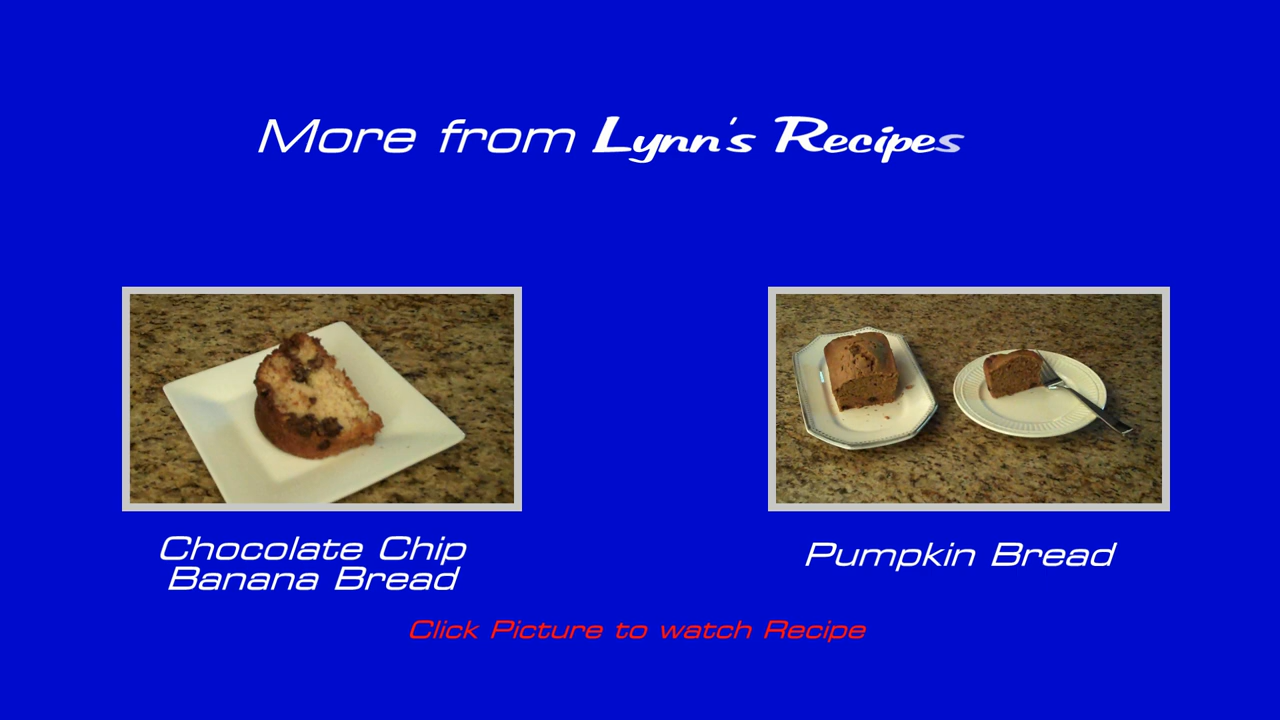 More from Lynn's Recipes
Chocolate Chip
Banana Bread
Pumpkin Bread
Click Picture to watch Recipe